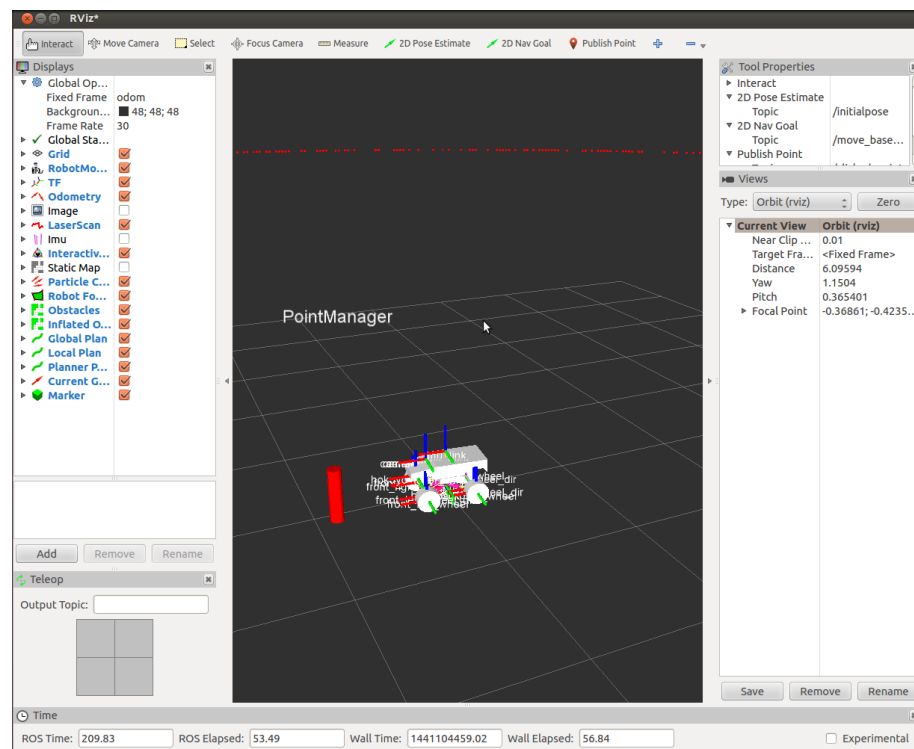 RViz*
Interact Move Camera Select Focus Camera Measure 2D Pose Estimate 2D Nav Goal Publish Point
Displays
Global Op...
Fixed Frame odom
Backgroun... 48; 48; 48
Frame Rate 30
Global Sta...
Grid
RobotMo...
TF
Odometry
Image
LaserScan
Imu
Interactiv...
Static Map
Particle C...
Robot Fo...
Obstacles
Inflated O...
Global Plan
Local Plan
Planner P...
Current G...
Marker
Add Remove Rename
Teleop
Output Topic:
PointManager
Tool Properties
Interact
2D Pose Estimate
Topic /initialpose
2D Nav Goal
Topic /move_base...
Publish Point
Views
Type: Orbit (rviz) Zero
Current View Orbit (rviz)
Near Clip ... 0.01
Target Fra... <Fixed Frame>
Distance 6.09594
Yaw 1.1504
Pitch 0.365401
Focal Point -0.36861; -0.4235...
Save Remove Rename
Time
ROS Time: 209.83 ROS Elapsed: 53.49 Wall Time: 1441104459.02 Wall Elapsed: 56.84 Experimental